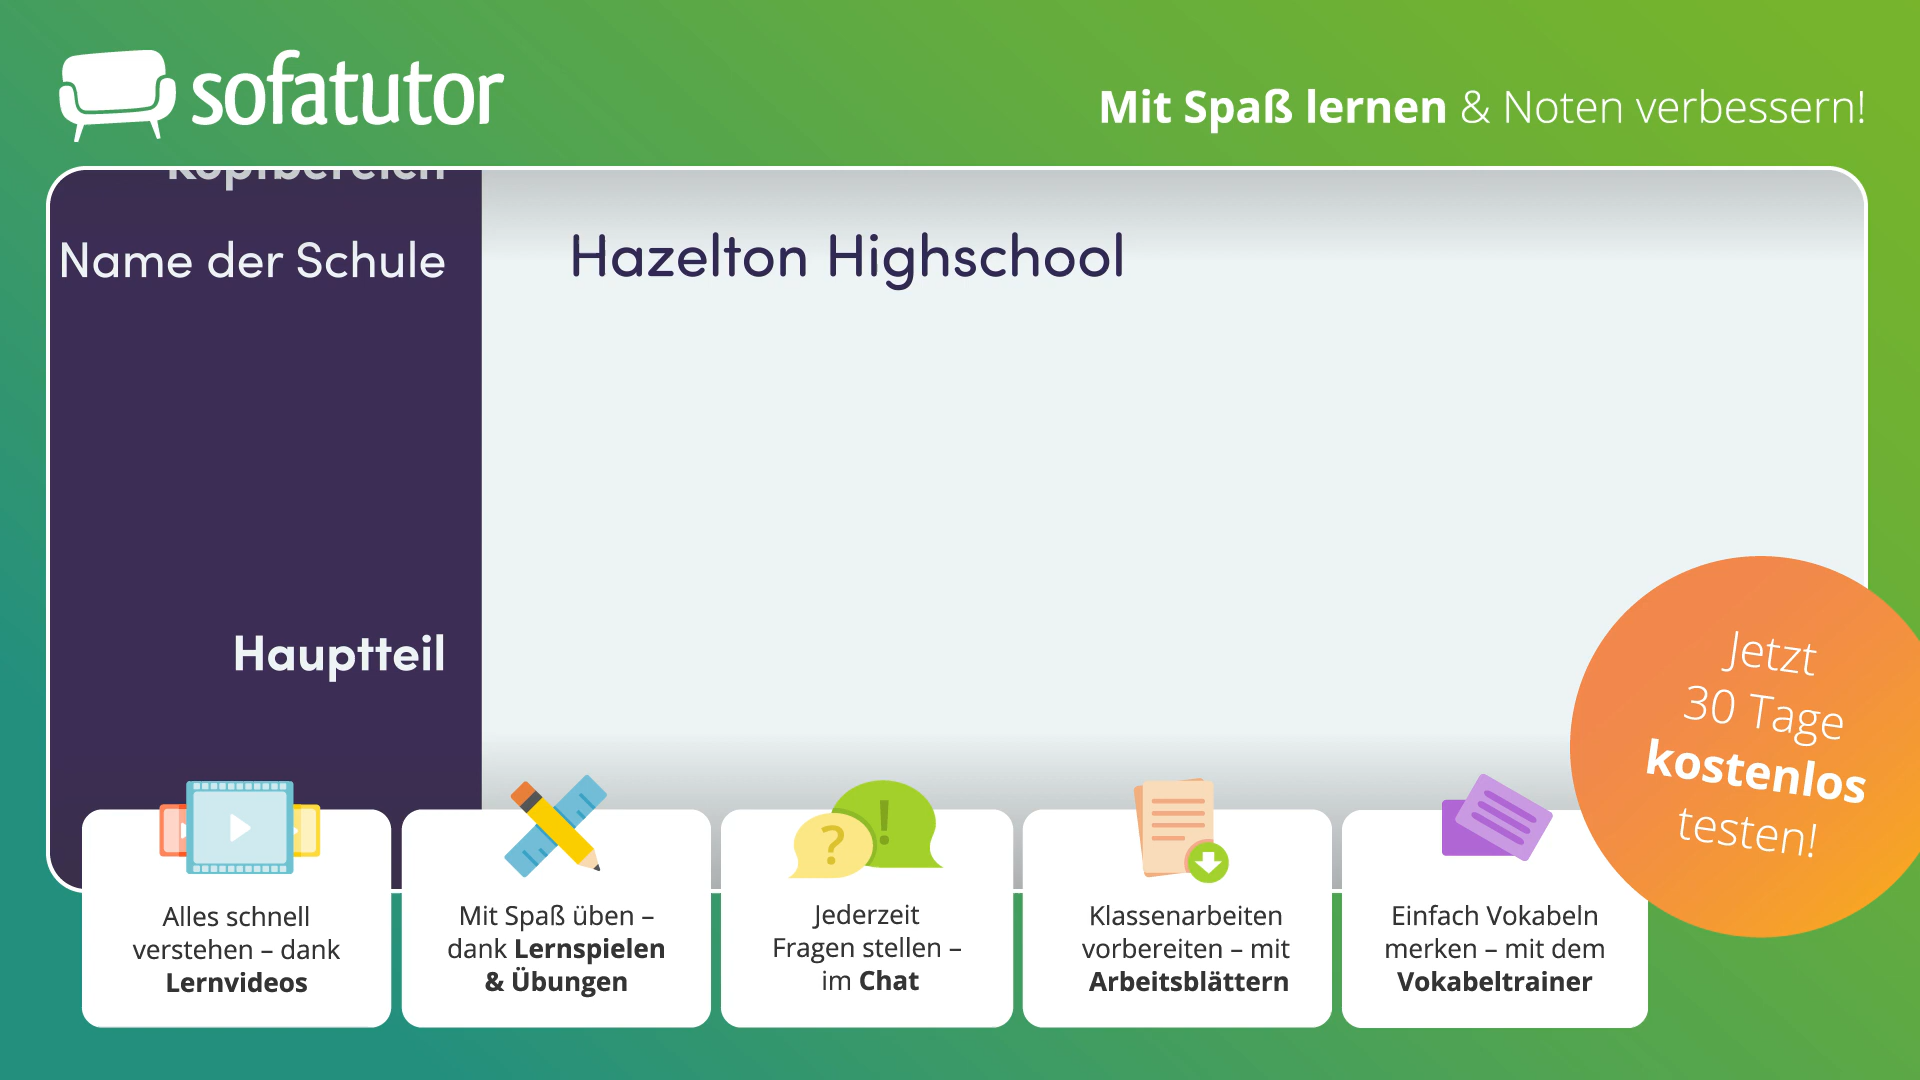 sofatutor
Mit Spaß lernen & Noten verbessern!
Kopfbereich
Name der Schule
Hazelton Highschool
Hauptteil
Jetzt
30 Tage
kostenlos
testen!
Alles schnell
verstehen – dank
Lernvideos
Mit Spaß üben –
dank Lernspielen
& Übungen
Jederzeit
Fragen stellen –
im Chat
Klassenarbeiten
vorbereiten – mit
Arbeitsblättern
Einfach Vokabeln
merken – mit dem
Vokabeltrainer